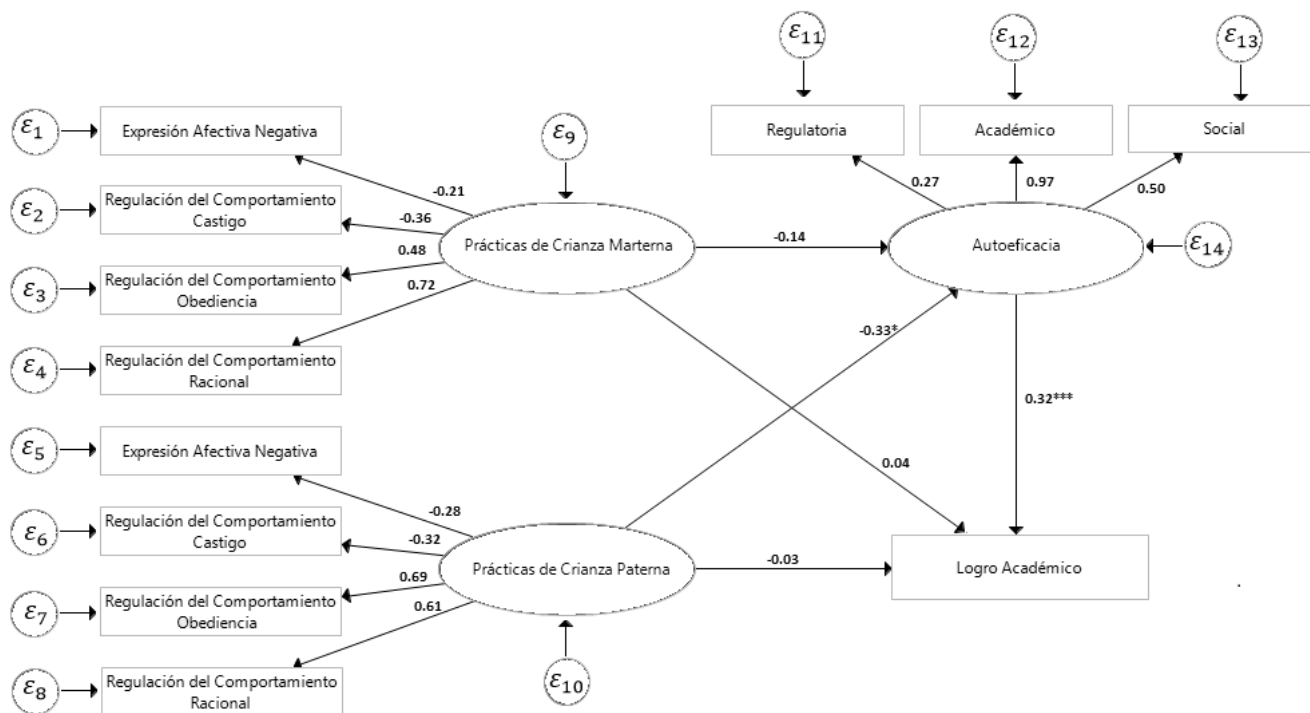 ε11
ε12
ε13
ε1
Expresión Afectiva Negativa
ε9
Regulatoria
Académico
Social
-0.21
0.27
0.97
0.50
ε2
Regulación del Comportamiento
Castigo
-0.36
Prácticas de Crianza Marterna
-0.14
Autoeficacia
ε14
0.48
ε3
Regulación del Comportamiento
Obediencia
0.72
-0.33*
ε4
Regulación del Comportamiento
Racional
0.32***
ε5
Expresión Afectiva Negativa
0.04
-0.28
ε6
Regulación del Comportamiento
Castigo
-0.32
Prácticas de Crianza Paterna
-0.03
Logro Académico
0.69
ε7
Regulación del Comportamiento
Obediencia
0.61
.
ε8
Regulación del Comportamiento
Racional
ε10